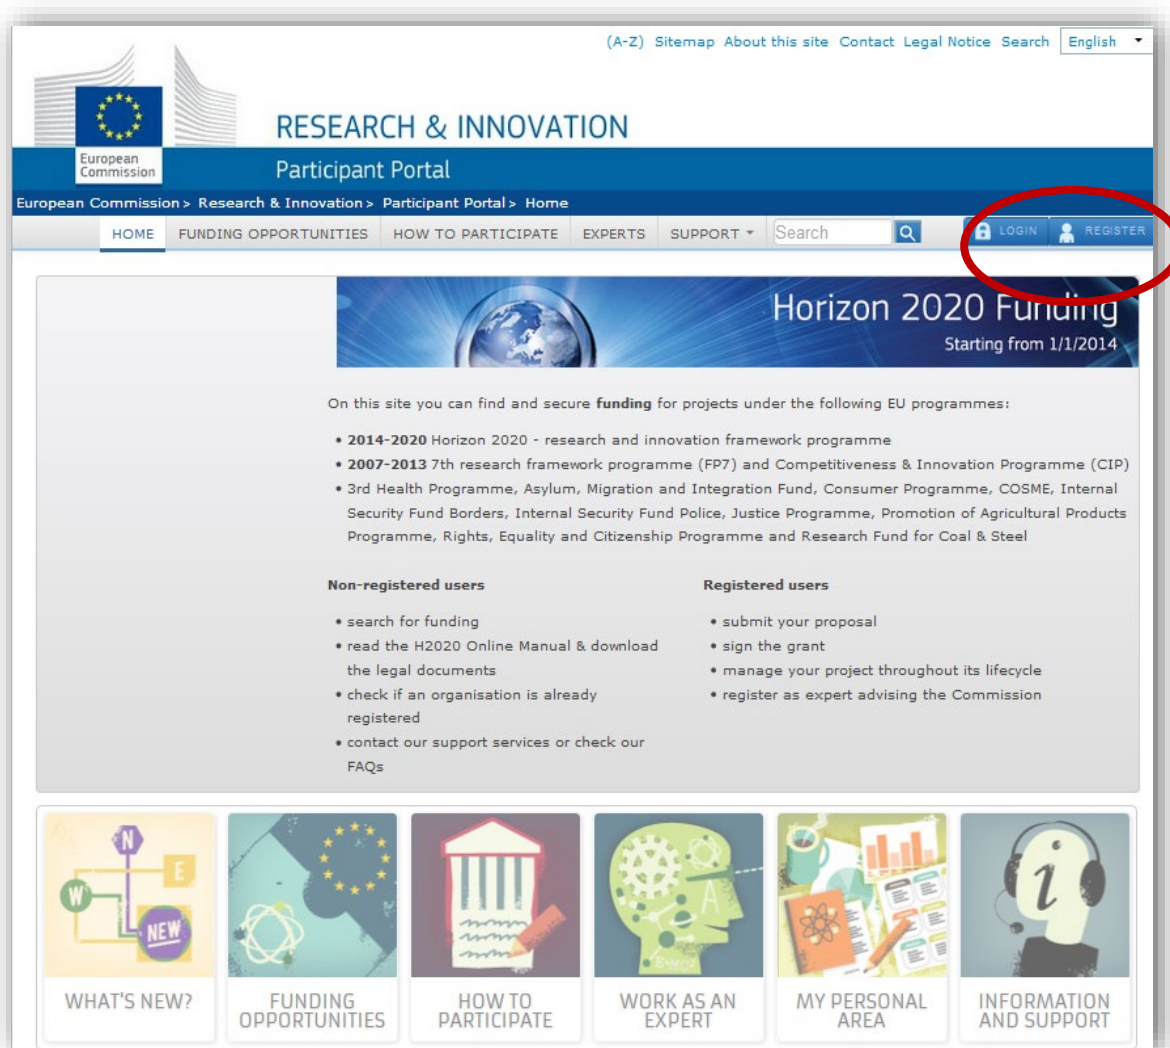 (A-Z) Sitemap About this site Contact Legal Notice Search English
RESEARCH & INNOVATION
European
Commission
Participant Portal
European Commission > Research & Innovation > Participant Portal > Home
HOME FUNDING OPPORTUNITIES HOW TO PARTICIPATE EXPERTS SUPPORT Search LOGIN REGISTER
Horizon 2020 Funding
Starting from 1/1/2014
On this site you can find and secure funding for projects under the following EU programmes:
• 2014-2020 Horizon 2020 - research and innovation framework programme
• 2007-2013 7th research framework programme (FP7) and Competitiveness & Innovation Programme (CIP)
• 3rd Health Programme, Asylum, Migration and Integration Fund, Consumer Programme, COSME, Internal
Security Fund Borders, Internal Security Fund Police, Justice Programme, Promotion of Agricultural Products
Programme, Rights, Equality and Citizenship Programme and Research Fund for Coal & Steel
Non-registered users
• search for funding
• read the H2020 Online Manual & download
the legal documents
• check if an organisation is already
registered
• contact our support services or check our
FAQs
Registered users
• submit your proposal
• sign the grant
• manage your project throughout its lifecycle
• register as expert advising the Commission
N
E
W
NEW
A
i
WHAT'S NEW?
FUNDING
OPPORTUNITIES
HOW TO
PARTICIPATE
WORK AS AN
EXPERT
MY PERSONAL
AREA
INFORMATION
AND SUPPORT